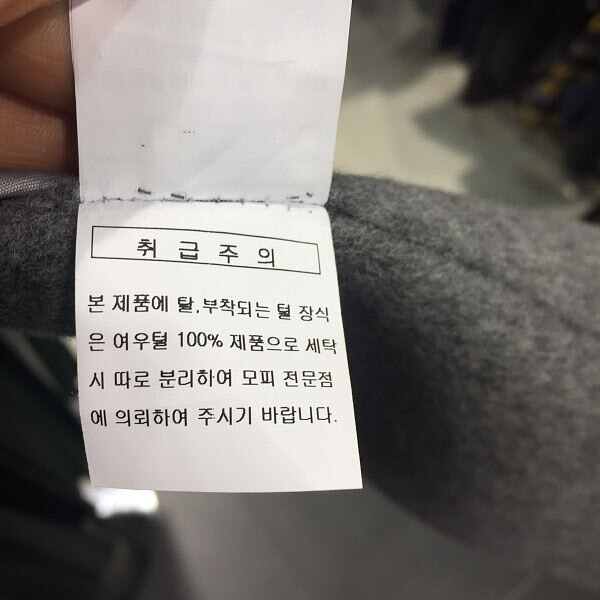 취급주의
본 제품에 탈,부착되는 털 장식
은 여우털 100% 제품으로 세탁
시 따로 분리하여 모피 전문점
에 의뢰하여 주시기 바랍니다.